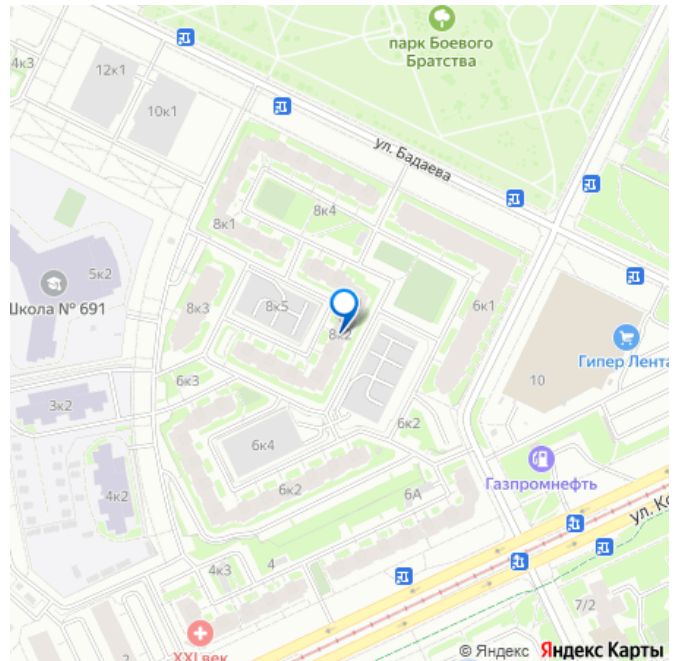 4к3
12к1
парк Боевого
Братства
10к1
ул. Бадаева
8к4
8к1
5к2
Школа № 691
8к3
8к5
8к2
6к1
Гипер Лента
10
6к3
3к2
6к2
6к4
Газпромнефть
4к2
6к2
6А
ул. Ко
4к3
4
7/2
XXI век
2
© Яндекс Яндекс Карты